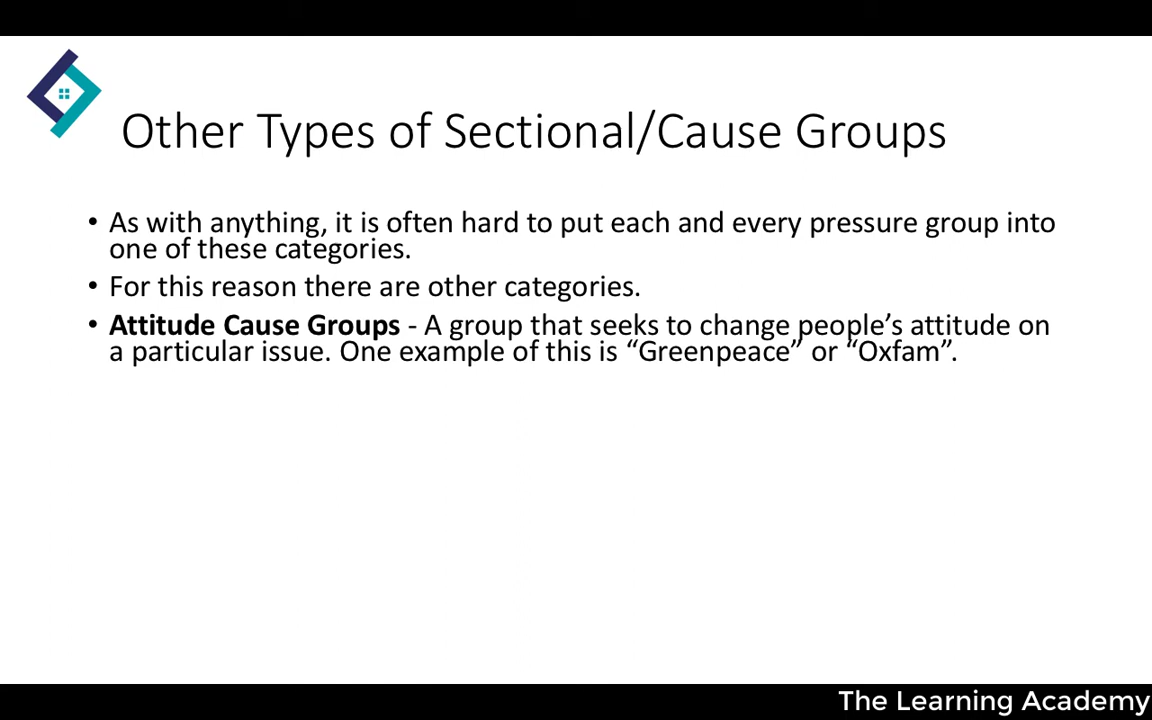 Other Types of Sectional/Cause Groups
• As with anything, it is often hard to put each and every pressure group into
one of these categories.
• For this reason there are other categories.
• Attitude Cause Groups - A group that seeks to change people’s attitude on
a particular issue. One example of this is “Greenpeace” or “Oxfam”.
The Learning Academy